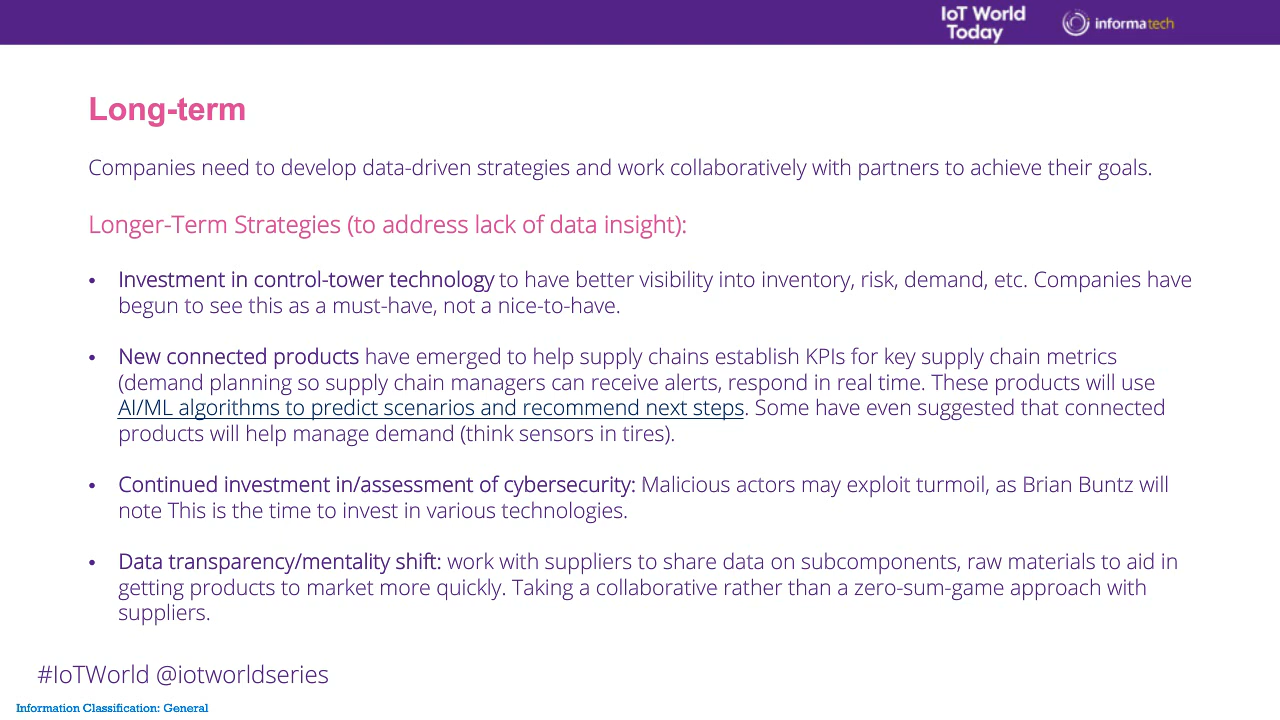 IoT World
Today
informa tech
Long-term
Companies need to develop data-driven strategies and work collaboratively with partners to achieve their goals.
Longer-Term Strategies (to address lack of data insight):
• Investment in control-tower technology to have better visibility into inventory, risk, demand, etc. Companies have
begun to see this as a must-have, not a nice-to-have.
• New connected products have emerged to help supply chains establish KPIs for key supply chain metrics
(demand planning so supply chain managers can receive alerts, respond in real time. These products will use
AI/ML algorithms to predict scenarios and recommend next steps. Some have even suggested that connected
products will help manage demand (think sensors in tires).
• Continued investment in/assessment of cybersecurity: Malicious actors may exploit turmoil, as Brian Buntz will
note This is the time to invest in various technologies.
• Data transparency/mentality shift: work with suppliers to share data on subcomponents, raw materials to aid in
getting products to market more quickly. Taking a collaborative rather than a zero-sum-game approach with
suppliers.
#IoTWorld @iotworldseries
Information Classification: General